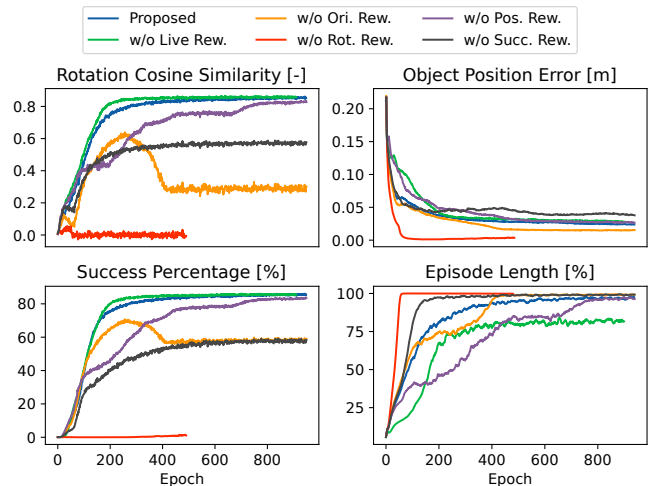 Proposed w/o Ori. Rew. w/o Pos. Rew.
w/o Live Rew. w/o Rot. Rew. w/o Succ. Rew.
Rotation Cosine Similarity [-]
0.8
0.6
0.4
0.2
0.0
Object Position Error [m]
0.20
0.15
0.10
0.05
0.00
Success Percentage [%]
80
60
40
20
0
0 200 400 600 800
Epoch
Episode Length [%]
100
75
50
25
0 200 400 600 800
Epoch